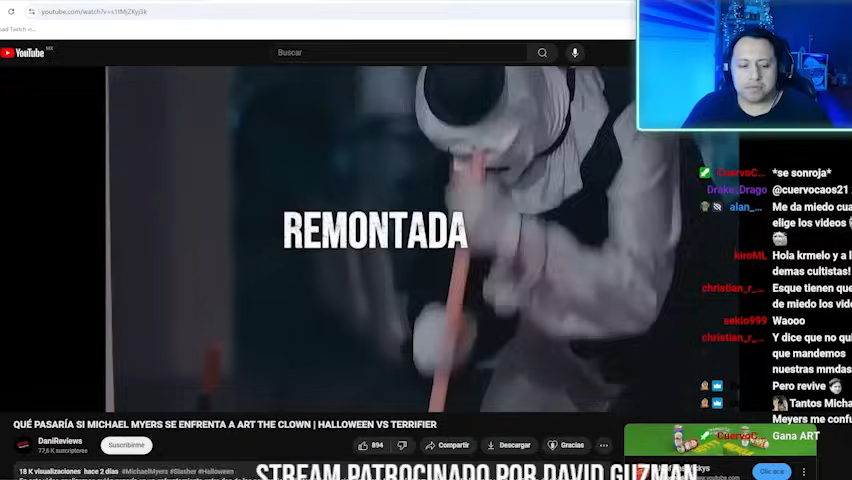 youtube.com/watch?v=s1tMjZKyj3k
YouTube
MX
Buscar
REMONTADA
CuervoC... *se sonroja*
Drake_Drago @cuervocaos21
alan_... Me da miedo cua
elige los videos
kiroML Hola krmelo y a l
demas cultistas!
christian_r_... Esque tienen que
de miedo los vide
sekio999 Waooo
christian_r_... Y dice que no qui
que mandemos
nuestras mmdas
Pero revive
Tantos Micha
Meyers me confu
CuervoC... Gana ART
QUÉ PASARÍA SI MICHAEL MYERS SE ENFRENTA A ART THE CLOWN | HALLOWEEN VS TERRIFIER
DaniReviews
77,6 K suscriptores
Suscribirme
894
Compartir
Descargar
Gracias
18 K visualizaciones hace 2 días #MichaelMyers #Slasher #Halloween
STREAM PATROCINADO POR DAVID GUZMAN